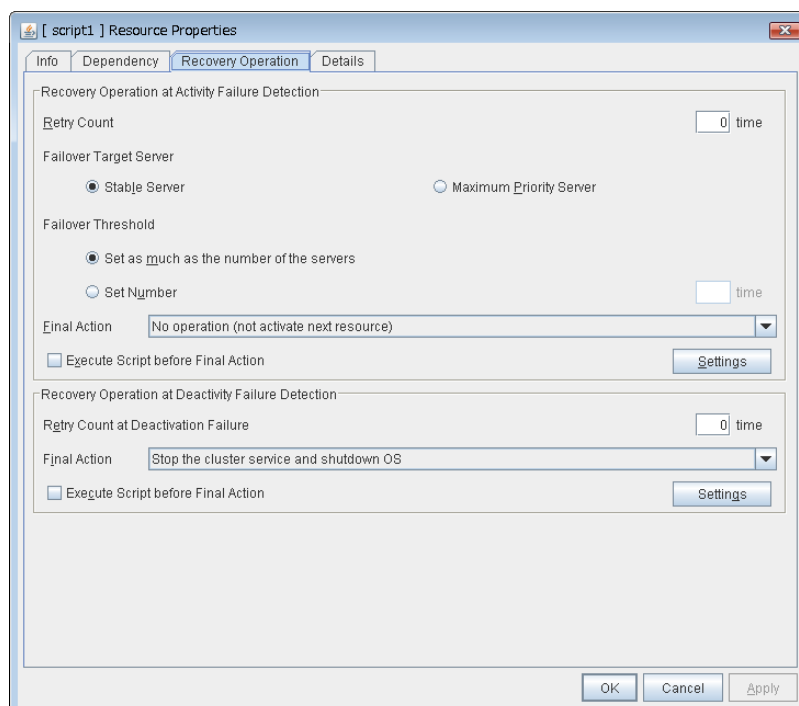 [ script1 ] Resource Properties
Info Dependency Recovery Operation Details
Recovery Operation at Activity Failure Detection
Retry Count 0 time
Failover Target Server
Stable Server Maximum Priority Server
Failover Threshold
Set as much as the number of the servers
Set Number time
Final Action No operation (not activate next resource)
Execute Script before Final Action Settings
Recovery Operation at Deactivity Failure Detection
Retry Count at Deactivation Failure 0 time
Final Action Stop the cluster service and shutdown OS
Execute Script before Final Action Settings
OK Cancel Apply